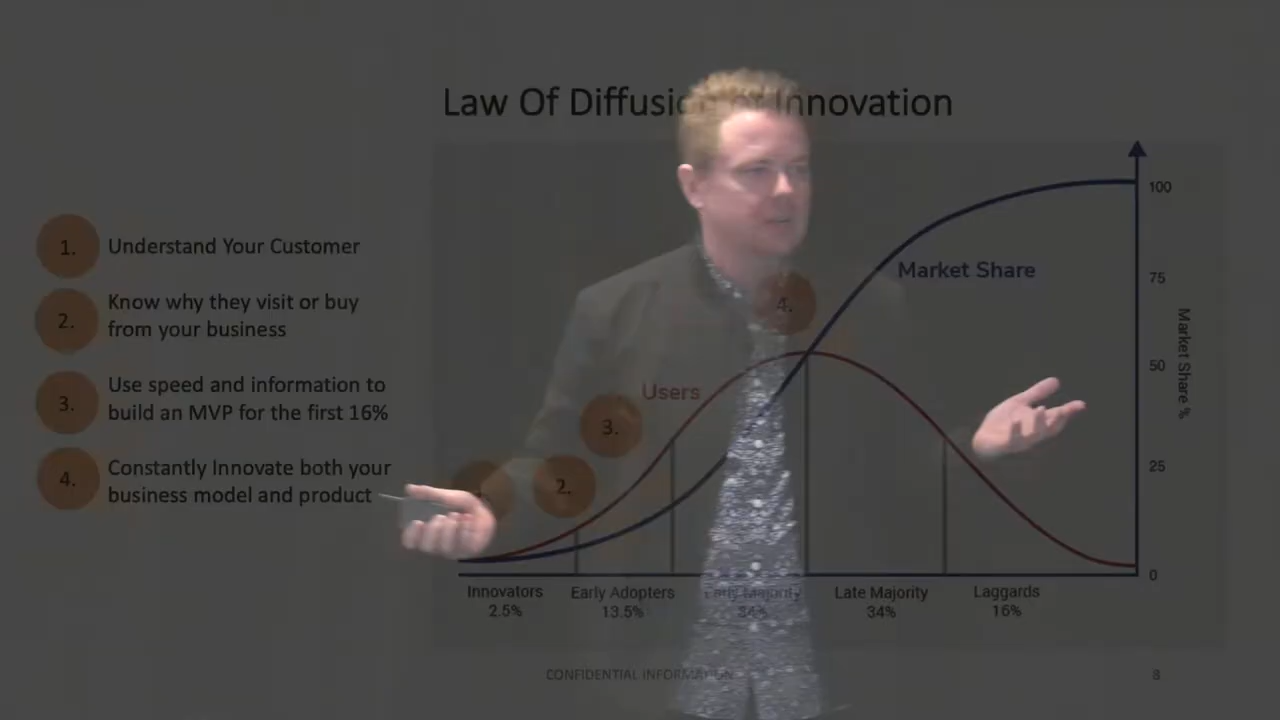 Law Of Diffusion of Innovation
1.
Understand Your Customer
2.
Know why they visit or buy
from your business
3.
Use speed and information to
build an MVP for the first 16%
4.
Constantly Innovate both your
business model and product
2.
3.
4.
Users
Market Share
100
75
50
25
0
Market Share %
Innovators
2.5%
Early Adopters
13.5%
Early Majority
34%
Late Majority
34%
Laggards
16%
CONFIDENTIAL INFORMATION
8